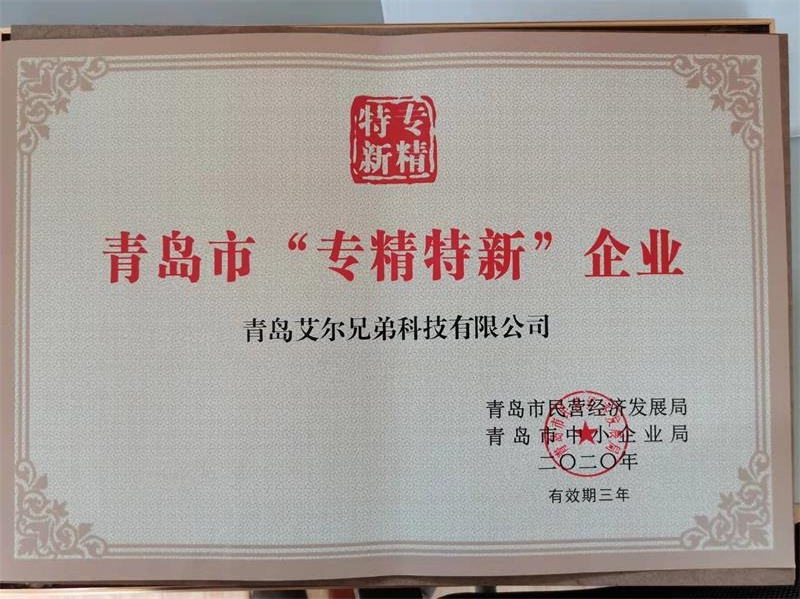 专精
特新
青岛市“专精特新”企业
青岛艾尔兄弟科技有限公司
青岛市民营经济发展局
青岛市中小企业局
二〇二〇年
有效期三年